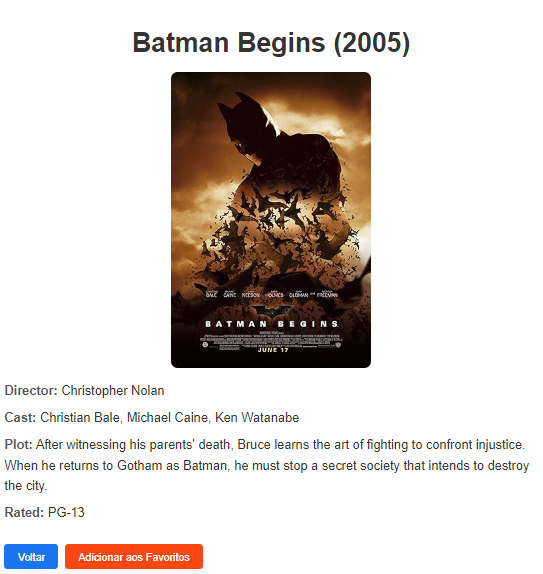 Batman Begins (2005)
BALE CAINE NEESON HOLMES OLDMAN AND FREEMAN
BATMAN BEGINS
JUNE 17
Director: Christopher Nolan
Cast: Christian Bale, Michael Caine, Ken Watanabe
Plot: After witnessing his parents' death, Bruce learns the art of fighting to confront injustice.
When he returns to Gotham as Batman, he must stop a secret society that intends to destroy
the city.
Rated: PG-13
Voltar
Adicionar aos Favoritos